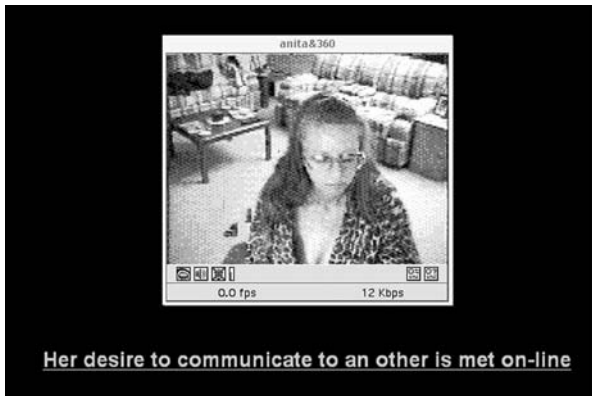 anita&360
0.0 fps 12 Kbps
Her desire to communicate to an other is met on-line